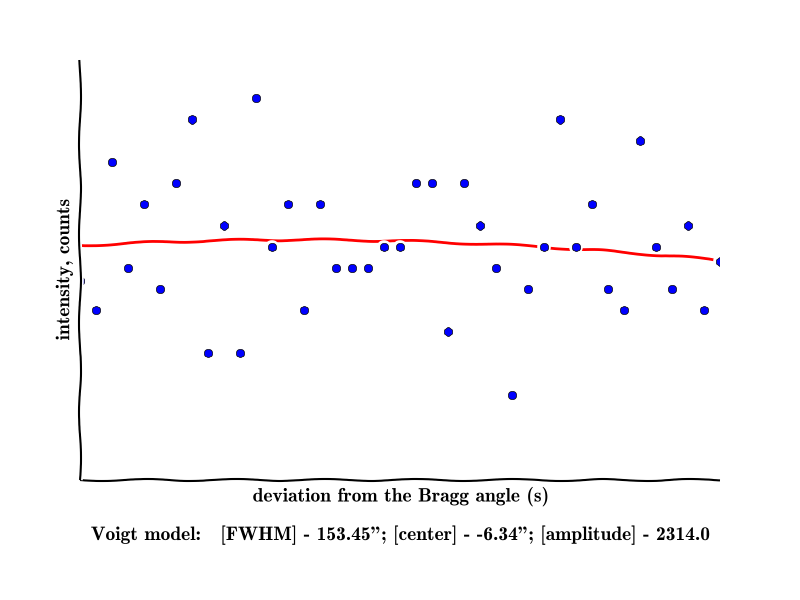 intensity, counts
deviation from the Bragg angle (s)
Voigt model: [FWHM] - 153.45”; [center] - -6.34”; [amplitude] - 2314.0